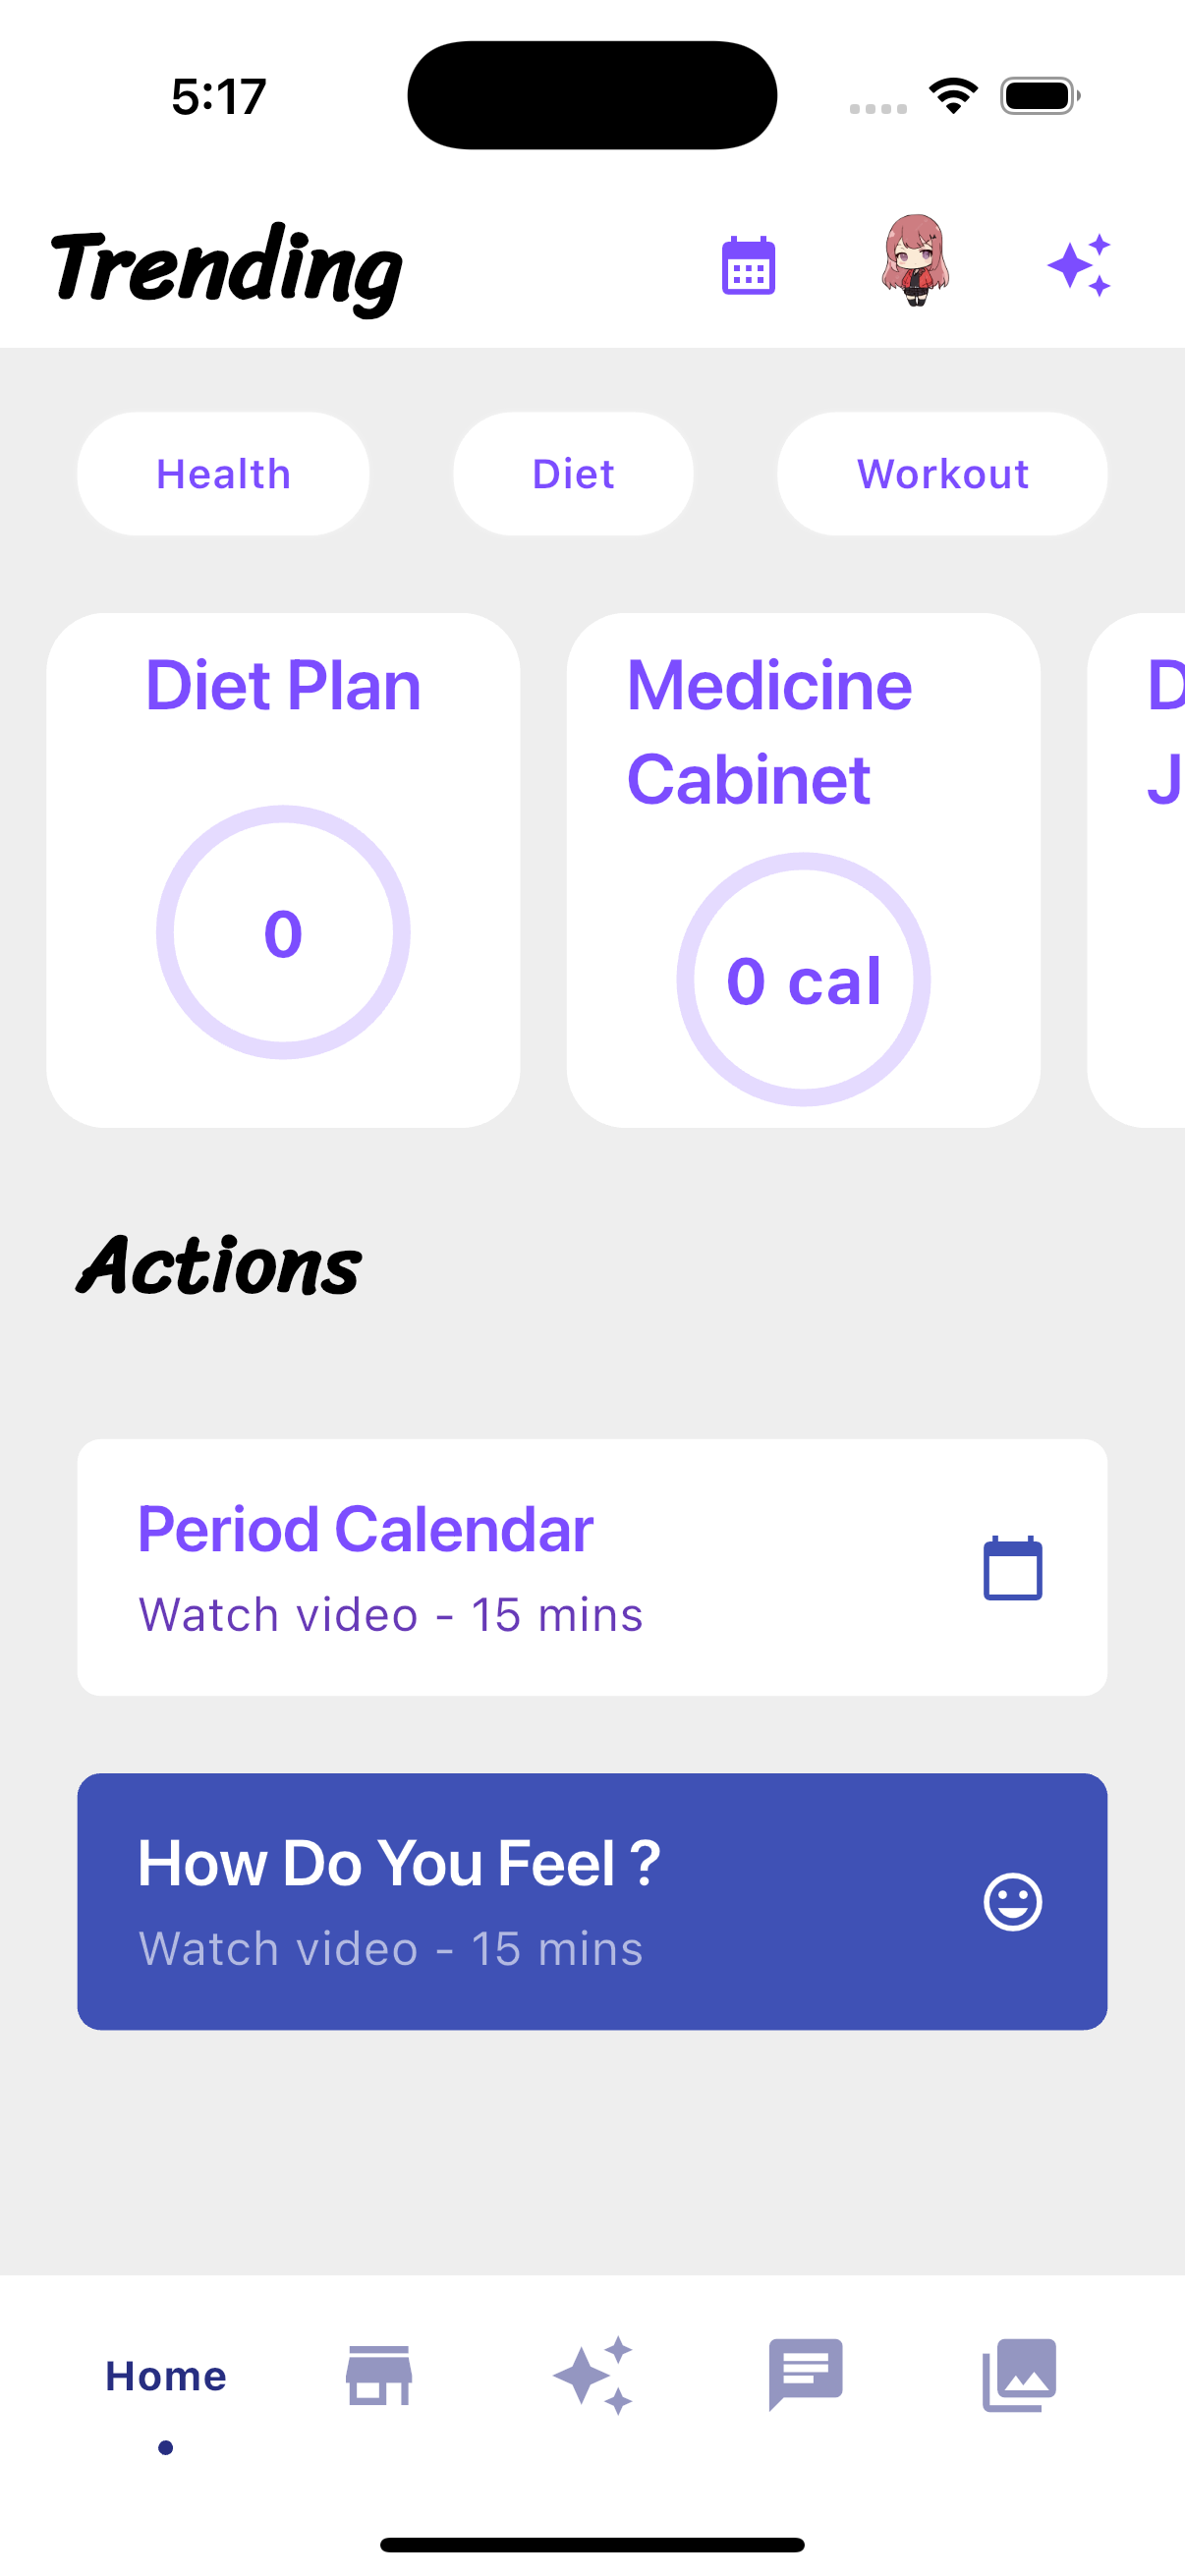 5:17
Trending
Health
Diet
Workout
Diet Plan
0
Medicine
Cabinet
0 cal
D
J
Actions
Period Calendar
Watch video - 15 mins
How Do You Feel ?
Watch video - 15 mins
Home